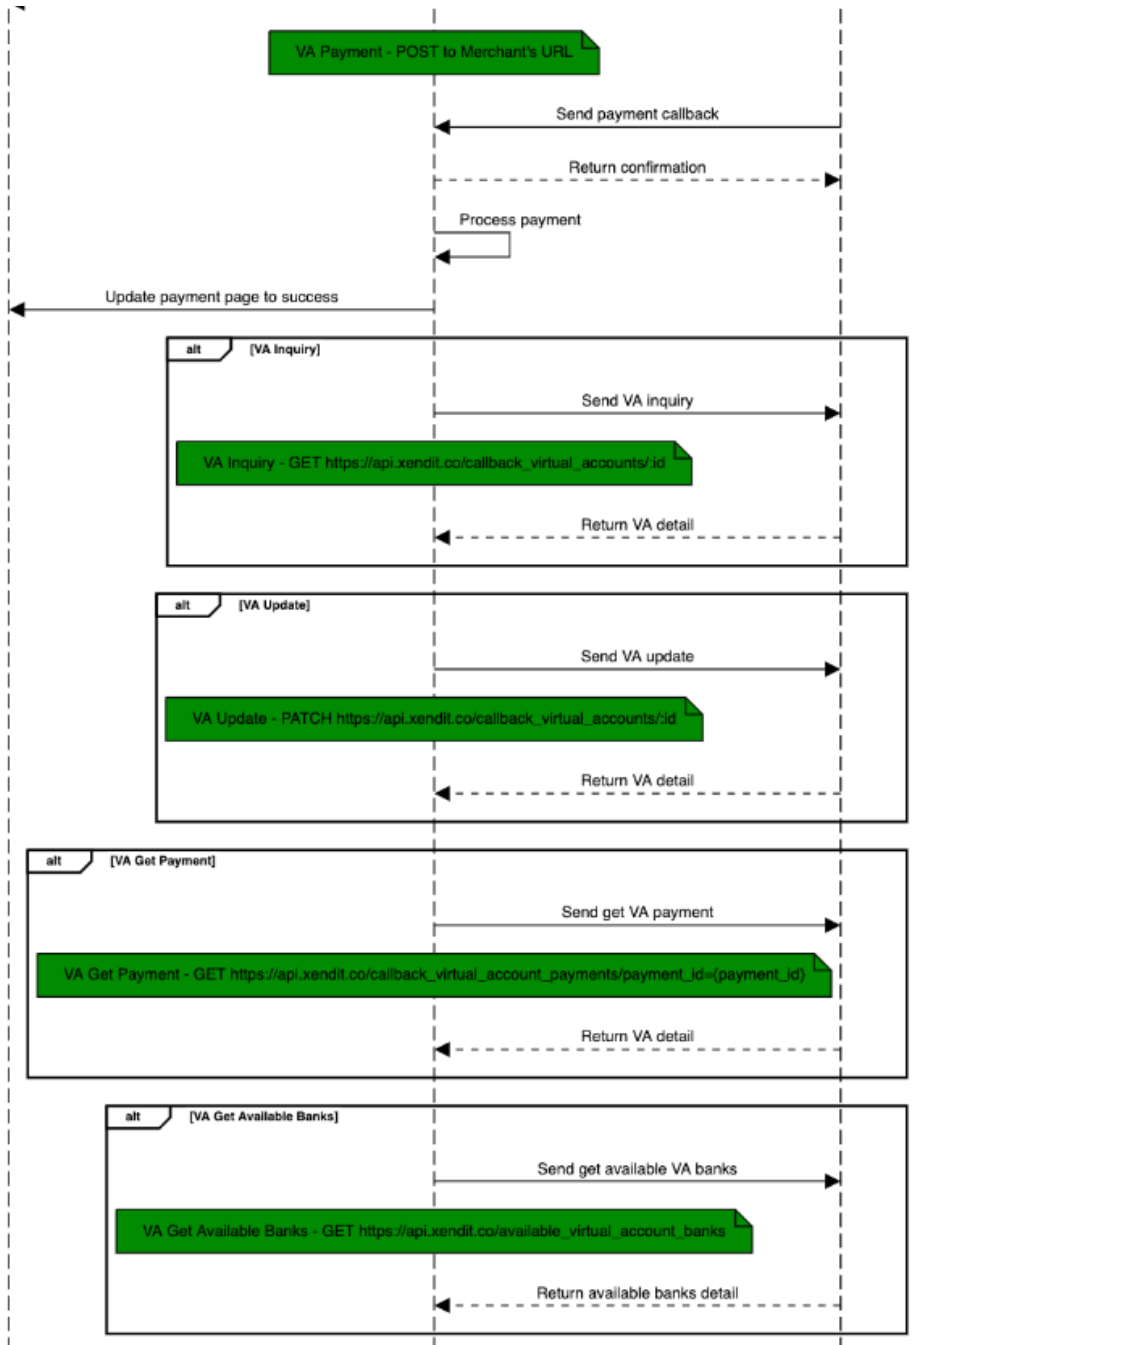 VA Payment - POST to Merchant's URL
Send payment callback
Return confirmation
Process payment
Update payment page to success
alt [VA Inquiry]
Send VA inquiry
VA Inquiry - GET https://api.xendit.co/callback_virtual_accounts/:id
Return VA detail
alt [VA Update]
Send VA update
VA Update - PATCH https://api.xendit.co/callback_virtual_accounts/:id
Return VA detail
alt [VA Get Payment]
Send get VA payment
VA Get Payment - GET https://api.xendit.co/callback_virtual_account_payments/payment_id={payment_id}
Return VA detail
alt [VA Get Available Banks]
Send get available VA banks
VA Get Available Banks - GET https://api.xendit.co/available_virtual_account_banks
Return available banks detail